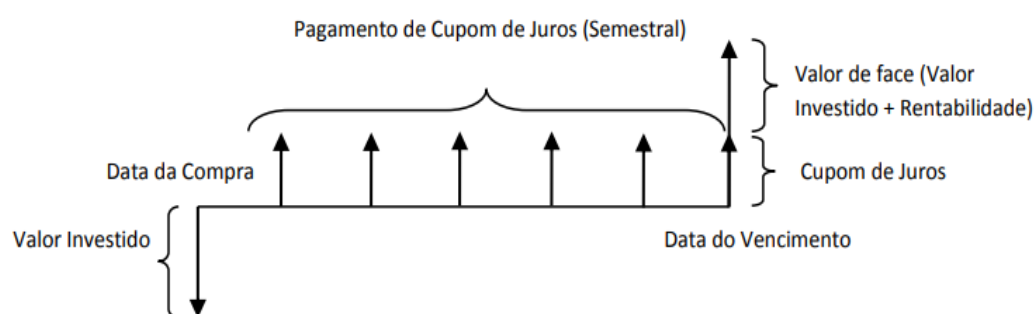 Pagamento de Cupom de Juros (Semestral)
Valor de face (Valor
Investido + Rentabilidade)
Data da Compra
Cupom de Juros
Valor Investido
Data do Vencimento